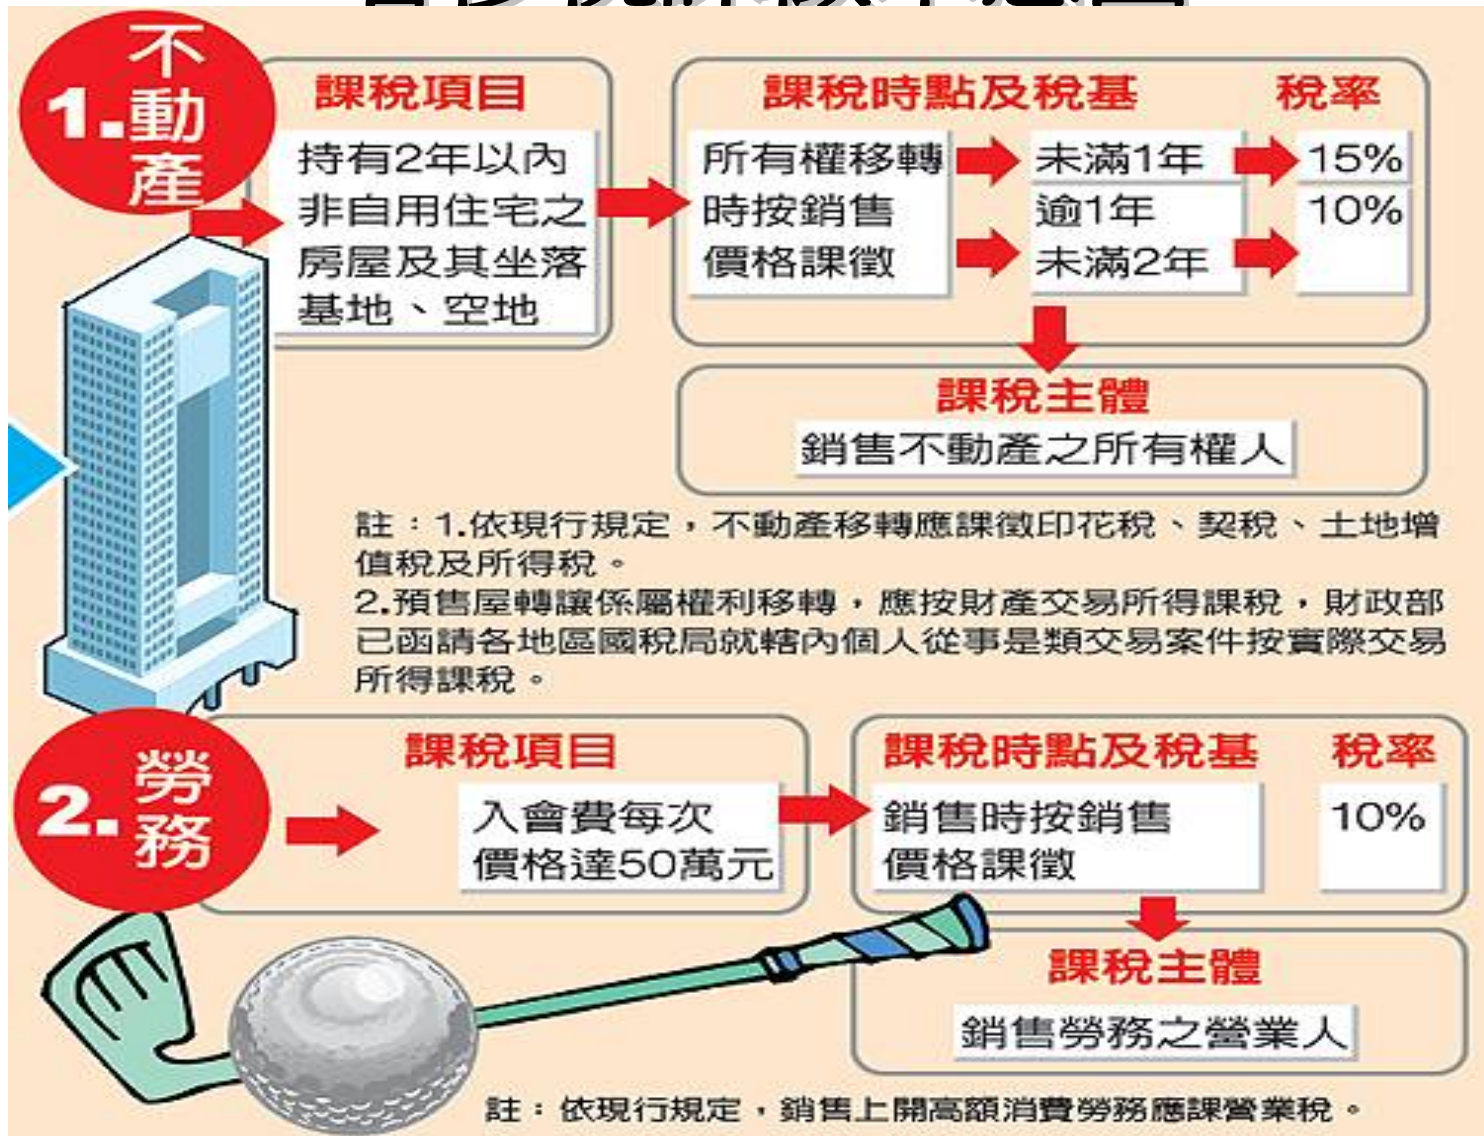 1.不動產
課稅項目
持有2年以內
非自用住宅之
房屋及其坐落
基地、空地
課稅時點及稅基
稅率
所有權移轉
時按銷售
價格課徵
未滿1年
15%
逾1年
未滿2年
10%
課稅主體
銷售不動產之所有權人
註：1.依現行規定，不動產移轉應課徵印花稅、契稅、土地增
值稅及所得稅。
2.預售屋轉讓係屬權利移轉，應按財產交易所得課稅，財政部
已函請各地區國稅局就轄內個人從事是類交易案件按實際交易
所得課稅。
2.勞務
課稅項目
入會費每次
價格達50萬元
課稅時點及稅基
稅率
銷售時按銷售
價格課徵
10%
課稅主體
銷售勞務之營業人
註：依現行規定，銷售上開高額消費勞務應課營業稅。